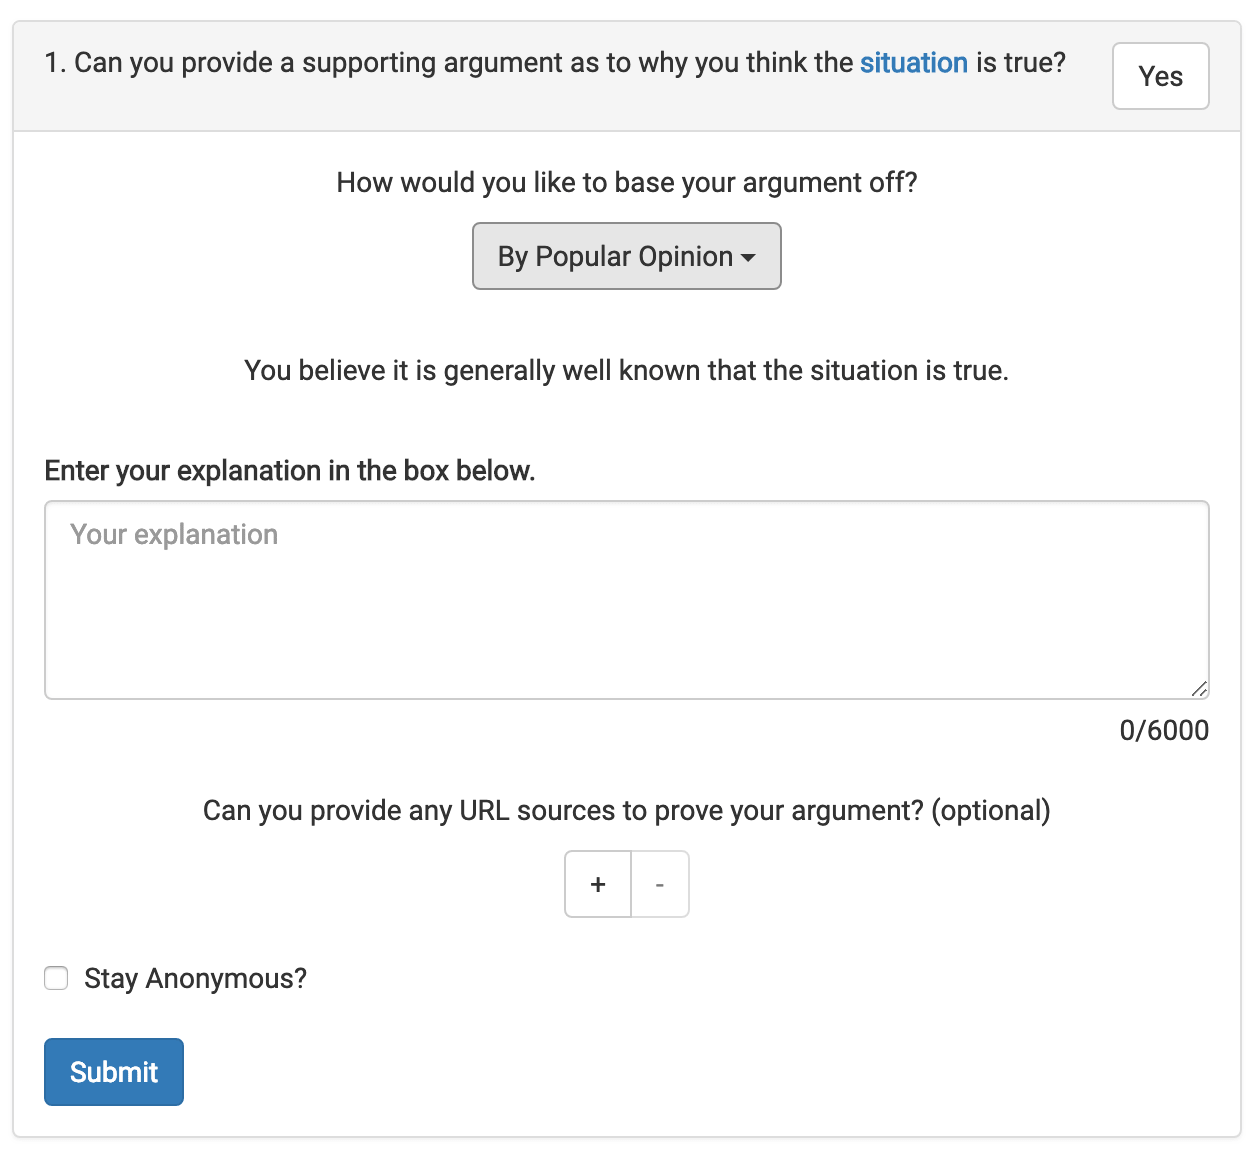 1. Can you provide a supporting argument as to why you think the situation is true?
Yes
How would you like to base your argument off?
By Popular Opinion
You believe it is generally well known that the situation is true.
Enter your explanation in the box below.
Your explanation
0/6000
Can you provide any URL sources to prove your argument? (optional)
+ -
Stay Anonymous?
Submit